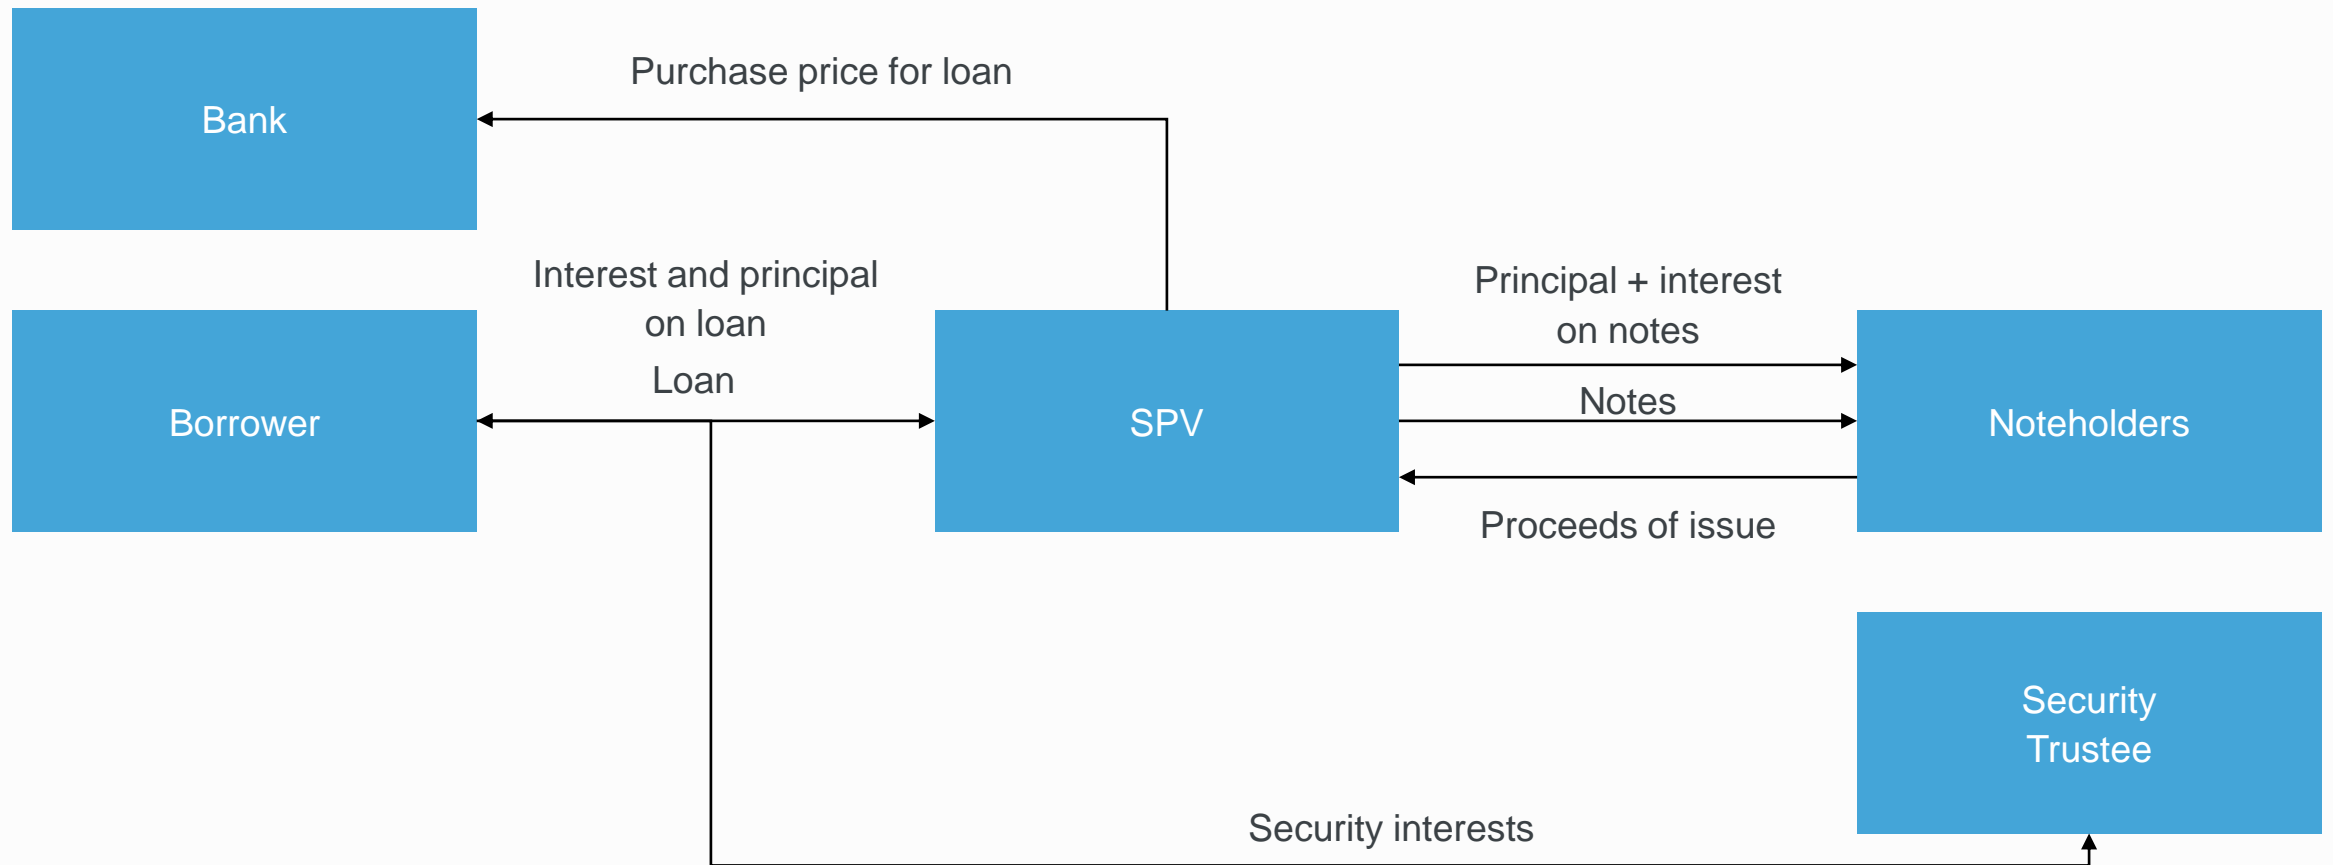 Bank
Purchase price for loan
Interest and principal
on loan
Loan
Borrower
SPV
Principal + interest
on notes
Notes
Proceeds of issue
Noteholders
Security
Trustee
Security interests